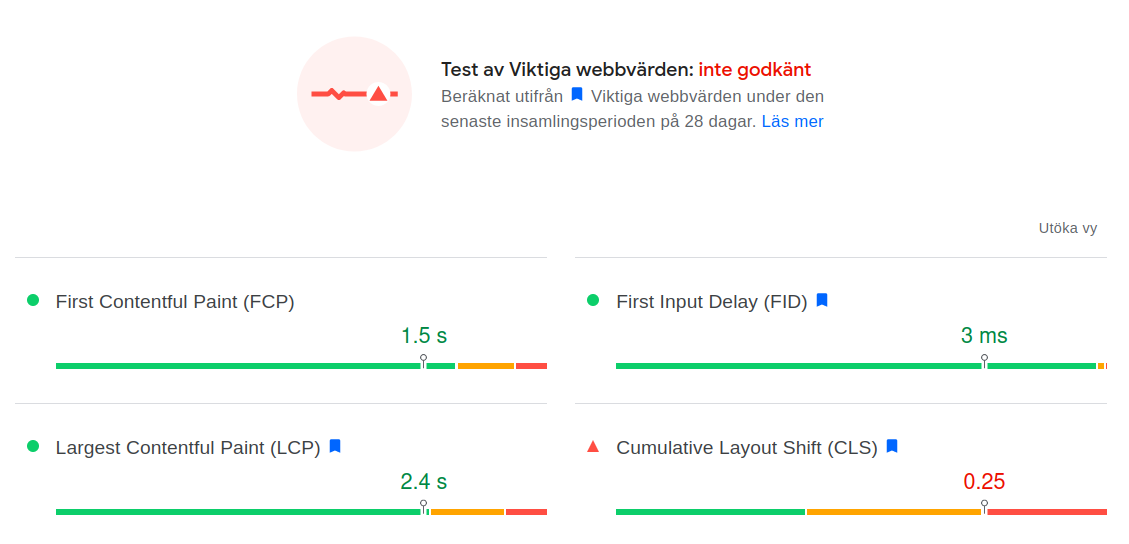 Test av Viktiga webbvärden: inte godkänt
Beräknat utifrån Viktiga webbvärden under den
senaste insamlingsperioden på 28 dagar. Läs mer
Utöka vy
First Contentful Paint (FCP)
1.5 s
First Input Delay (FID)
3 ms
Largest Contentful Paint (LCP)
2.4 s
Cumulative Layout Shift (CLS)
0.25